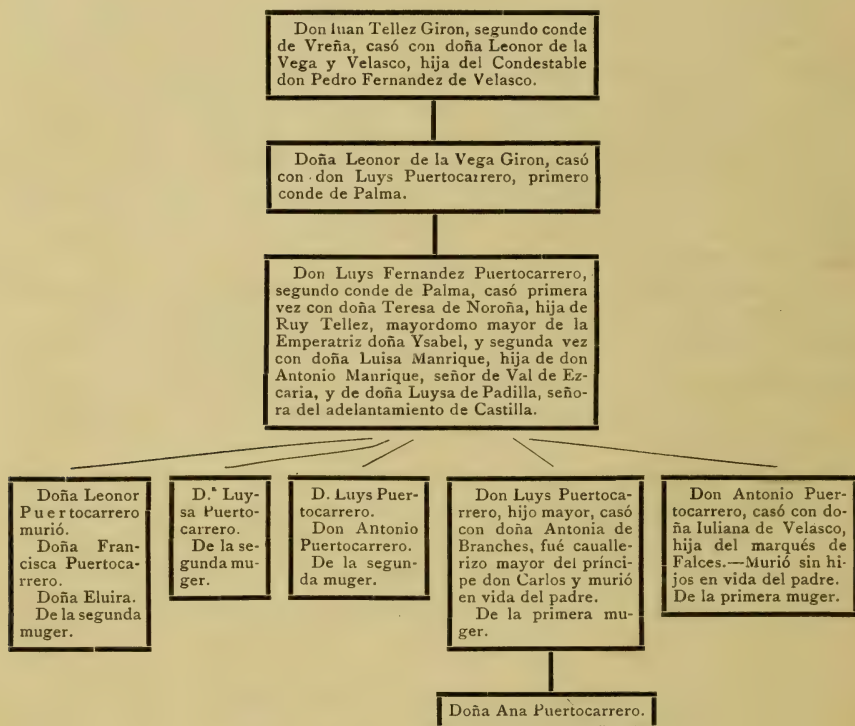 Don Iuan Tellez Giron, segundo conde
de Vreña, casó con doña Leonor de la
Vega y Velasco, hija del Condestable
don Pedro Fernandez de Velasco.
Doña Leonor de la Vega Giron, casó
con don Luys Puertocarrero, primero
conde de Palma.
Don Luys Fernandez Puertocarrero,
segundo conde de Palma, casó primera
vez con doña Teresa de Noroña, hija de
Ruy Tellez, mayordomo mayor de la
Emperatriz doña Ysabel, y segunda vez
con doña Luisa Manrique, hija de don
Antonio Manrique, señor de Val de Ez-
caria, y de doña Luysa de Padilla, seño-
ra del adelantamiento de Castilla.
Doña Leonor
Puertocarrero
murió.
Doña Fran-
cisca Puertoca-
rrero.
Doña Eluira.
De la segunda
muger.
D.ª Luy-
sa Puerto-
carrero.
De la se-
gunda mu-
ger.
D. Luys Puer-
tocarrero.
Don Antonio
Puertocarrero.
De la segun-
da muger.
Don Luys Puertoca-
rrero, hijo mayor, casó
con doña Antonia de
Branches, fué cauалle-
rizo mayor del prínci-
pe don Carlos y murió
en vida del padre.
De la primera mu-
ger.
Don Antonio Puer-
tocarrero, casó con do-
ña Iuliana de Velasco,
hija del marqués de
Falces.—Murió sin hi-
jos en vida del padre.
De la primera muger.
Doña Ana Puertocarrero.